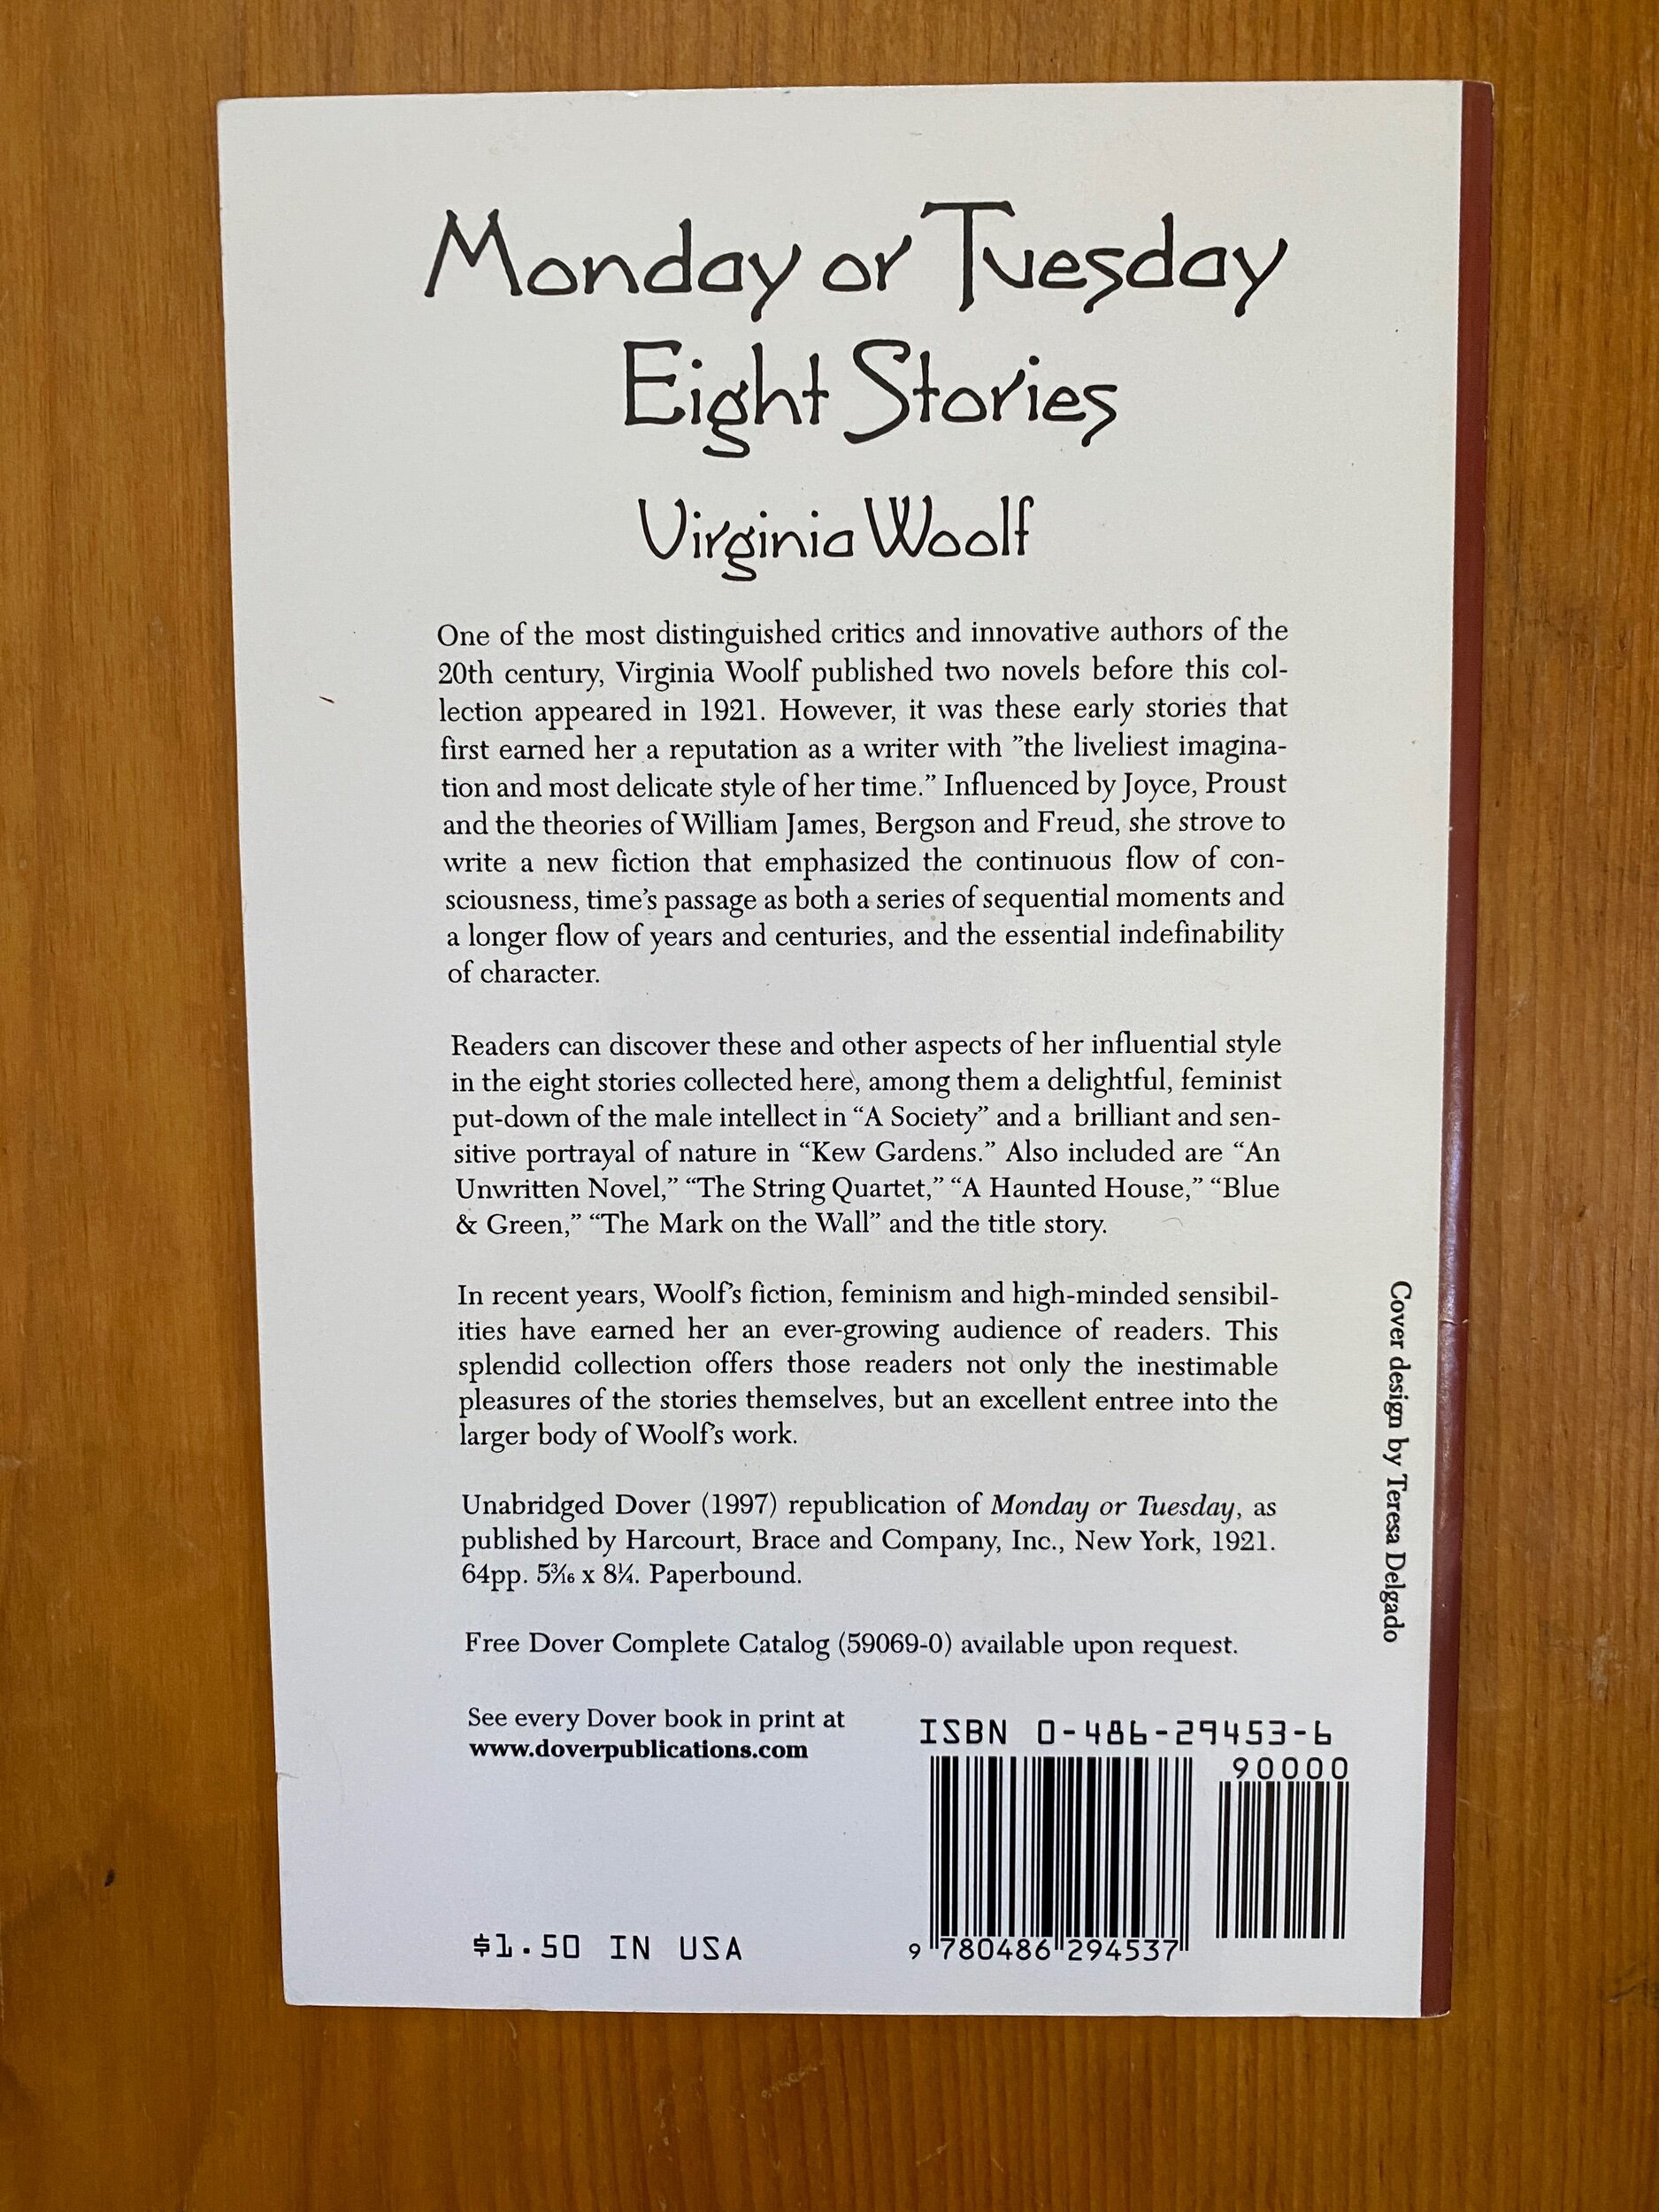 Monday or Tuesday
Eight Stories
Virginia Woolf
One of the most distinguished critics and innovative authors of the
20th century, Virginia Woolf published two novels before this col-
lection appeared in 1921. However, it was these early stories that
first earned her a reputation as a writer with ”the liveliest imagina-
tion and most delicate style of her time.” Influenced by Joyce, Proust
and the theories of William James, Bergson and Freud, she strove to
write a new fiction that emphasized the continuous flow of con-
sciousness, time’s passage as both a series of sequential moments and
a longer flow of years and centuries, and the essential indefinability
of character.
Readers can discover these and other aspects of her influential style
in the eight stories collected here, among them a delightful, feminist
put-down of the male intellect in “A Society” and a brilliant and sen-
sitive portrayal of nature in “Kew Gardens.” Also included are “An
Unwritten Novel,” “The String Quartet,” “A Haunted House,” “Blue
& Green,” “The Mark on the Wall” and the title story.
In recent years, Woolf’s fiction, feminism and high-minded sensibil-
ities have earned her an ever-growing audience of readers. This
splendid collection offers those readers not only the inestimable
pleasures of the stories themselves, but an excellent entree into the
larger body of Woolf’s work.
Unabridged Dover (1997) republication of Monday or Tuesday, as
published by Harcourt, Brace and Company, Inc., New York, 1921.
64pp. 5³⁄₁₆ x 8¼. Paperbound.
Free Dover Complete Catalog (59069-0) available upon request.
See every Dover book in print at
www.doverpublications.com
$1.50 IN USA
ISBN 0-486-29453-6
90000
9 780486 294537
Cover design by Teresa Delgado